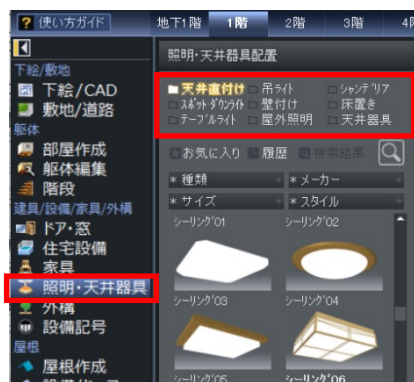 ? 使い方ガイド
地下1階 1階 2階 3階
下絵/敷地
下絵/CAD
敷地/道路
躯体
部屋作成
躯体編集
階段
建具/設備/家具/外構
ドア・窓
住宅設備
家具
照明・天井器具
外構
設備記号
屋根
屋根作成
照明・天井器具配置
天井直付け 吊ライト シャンデリア
スポットダウンライト 壁付け 床置き
テーブルライト 屋外照明 天井器具
お気に入り 履歴 検索結果
* 種類 * メーカー
* サイズ * スタイル
シーリング01 シーリング02
シーリング03 シーリング04
シーリング05 シーリング06